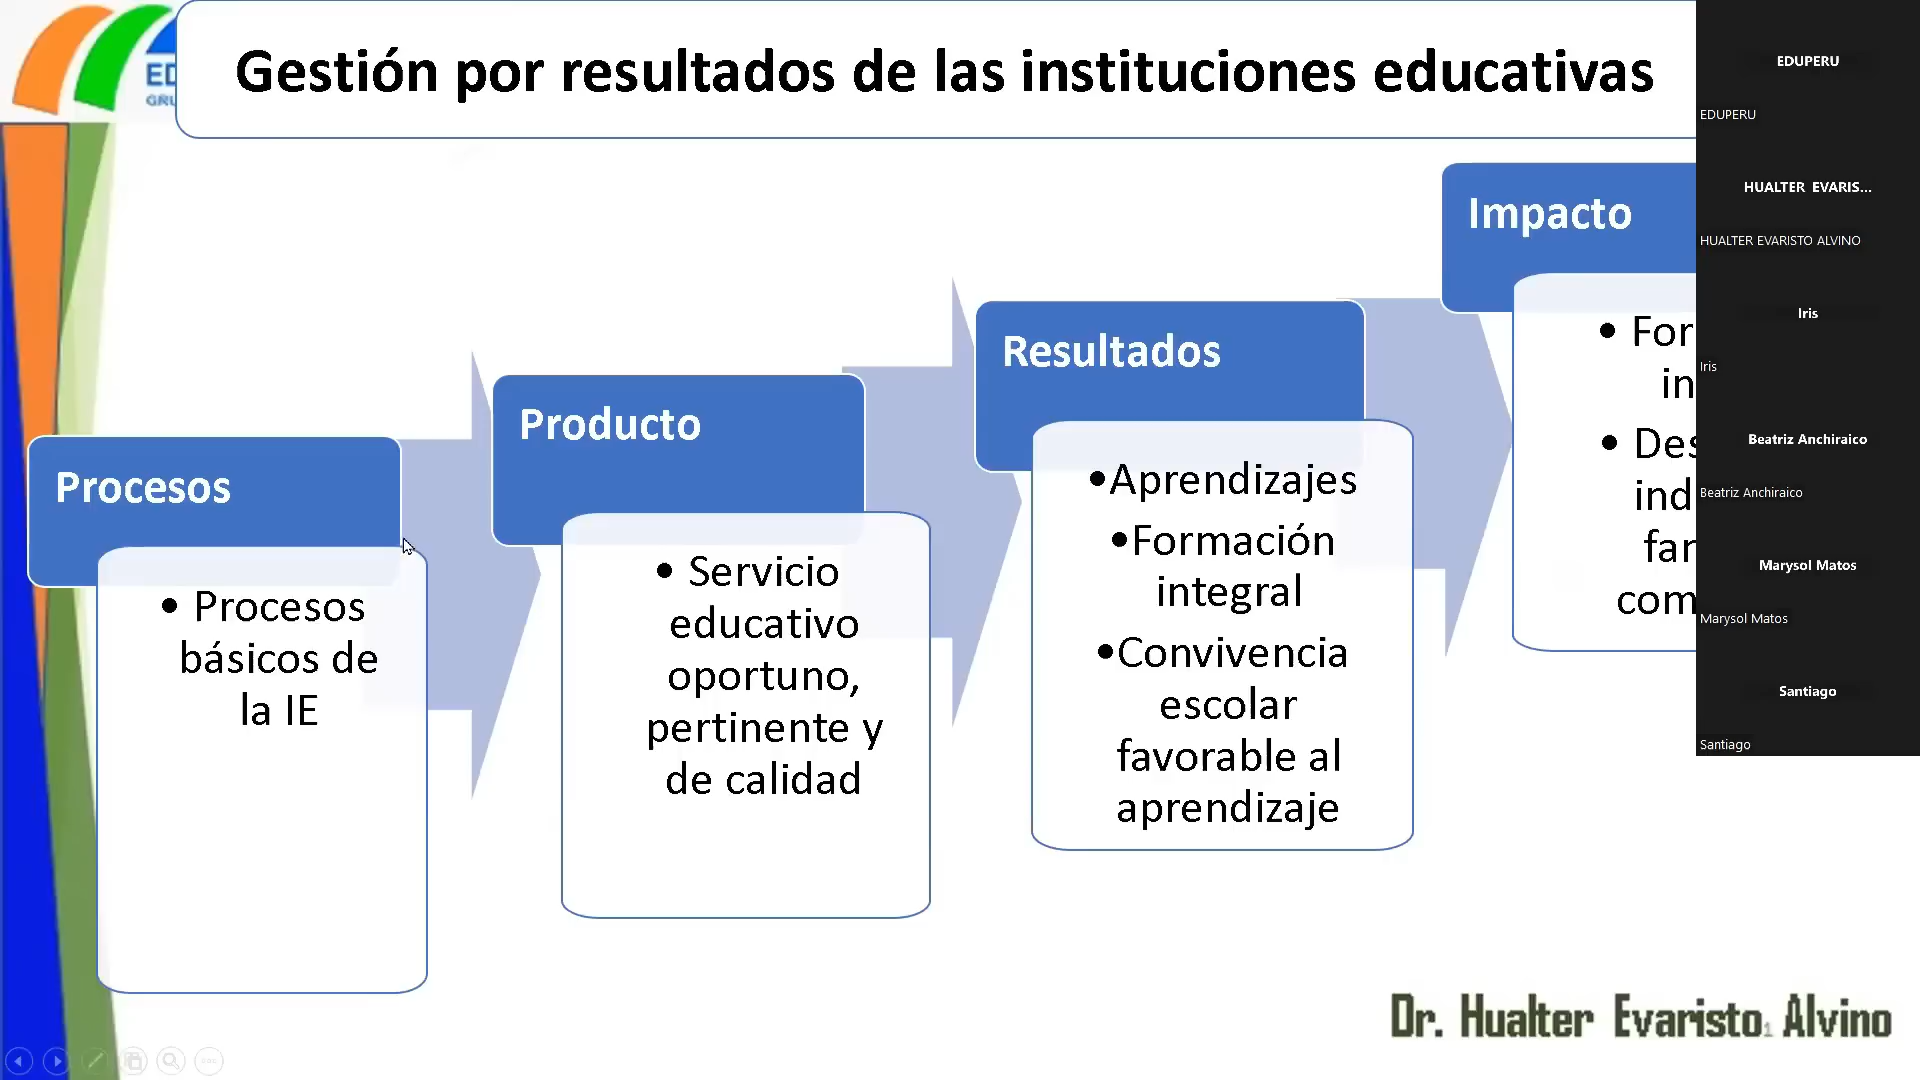 Gestión por resultados de las instituciones educativas
Procesos
• Procesos
básicos de
la IE
Producto
• Servicio
educativo
oportuno,
pertinente y
de calidad
Resultados
•Aprendizajes
•Formación
integral
•Convivencia
escolar
favorable al
aprendizaje
Impacto
EDUPERU
EDUPERU
HUALTER EVARIS...
HUALTER EVARISTO ALVINO
Iris
Iris
Beatriz Anchiraico
Beatriz Anchiraico
Marysol Matos
Marysol Matos
Santiago
Santiago
Dr. Hualter Evaristo Alvino